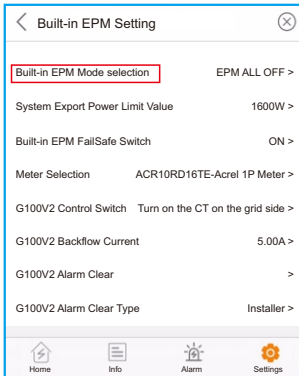 Built-in EPM Setting
Built-in EPM Mode selection EPM ALL OFF >
System Export Power Limit Value 1600W >
Built-in EPM FailSafe Switch ON >
Meter Selection ACR10RD16TE-Acrel 1P Meter >
G100V2 Control Switch Turn on the CT on the grid side >
G100V2 Backflow Current 5.00A >
G100V2 Alarm Clear >
G100V2 Alarm Clear Type Installer >
Home Info Alarm Settings